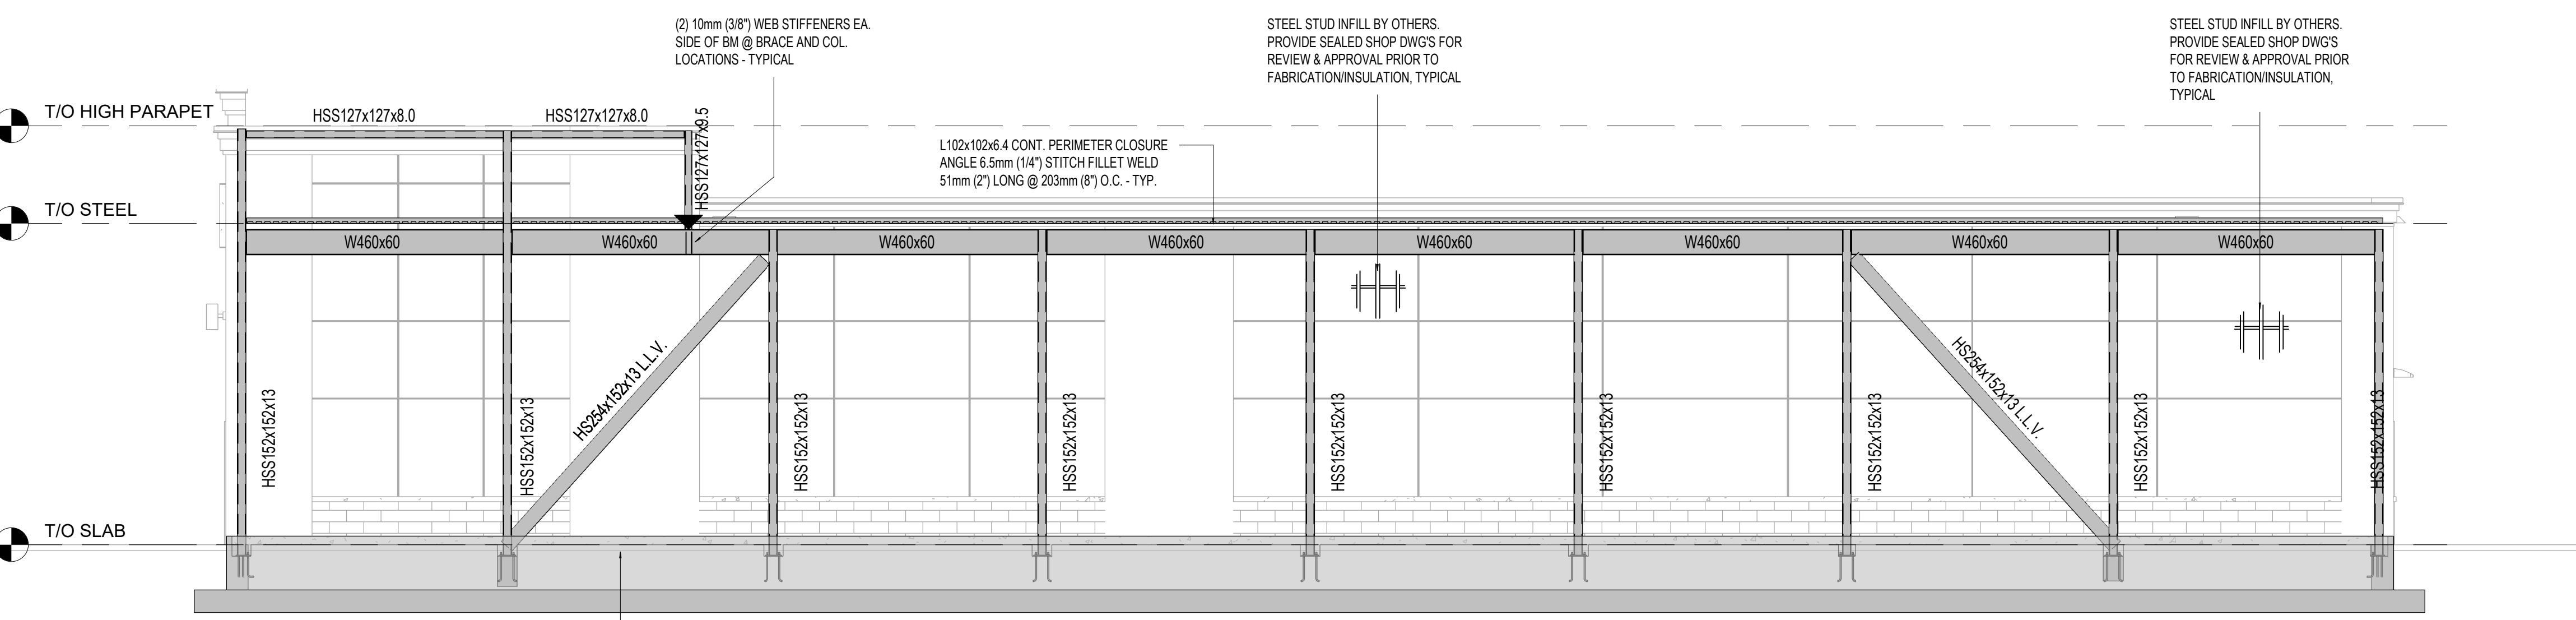 (2) 10mm (3/8") WEB STIFFENERS EA.
SIDE OF BM @ BRACE AND COL.
LOCATIONS - TYPICAL
STEEL STUD INFILL BY OTHERS.
PROVIDE SEALED SHOP DWG'S FOR
REVIEW & APPROVAL PRIOR TO
FABRICATION/INSULATION, TYPICAL
STEEL STUD INFILL BY OTHERS.
PROVIDE SEALED SHOP DWG'S
FOR REVIEW & APPROVAL PRIOR
TO FABRICATION/INSULATION,
TYPICAL
T/O HIGH PARAPET
HSS127x127x8.0
HSS127x127x8.0
HSS127x127x9.5
L102x102x6.4 CONT. PERIMETER CLOSURE
ANGLE 6.5mm (1/4") STITCH FILLET WELD
51mm (2") LONG @ 203mm (8") O.C. - TYP.
T/O STEEL
W460x60
W460x60
W460x60
W460x60
W460x60
W460x60
W460x60
W460x60
HS254x152x13 L.L.V.
HS254x152x13 L.L.V.
HSS152x152x13
HSS152x152x13
HSS152x152x13
HSS152x152x13
HSS152x152x13
HSS152x152x13
HSS152x152x13
HSS152x152x13
HSS152x152x13
T/O SLAB